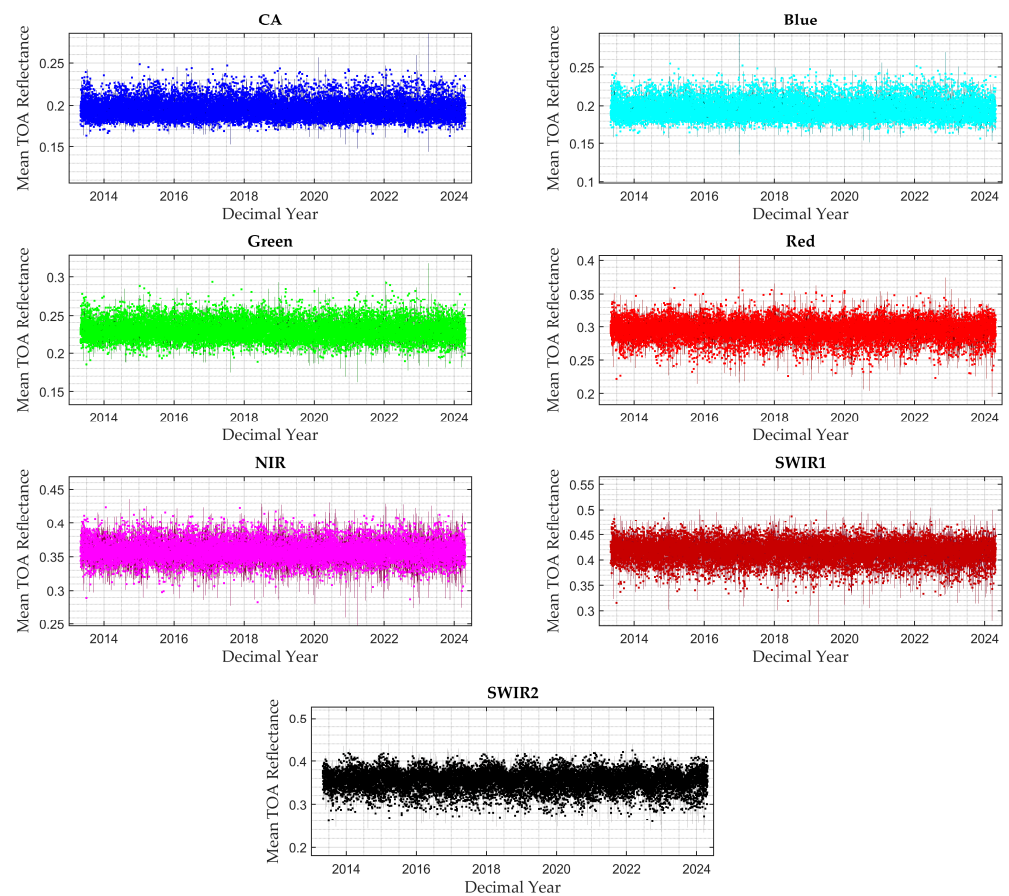 CA
Mean TOA Reflectance
0.25
0.2
0.15
2014 2016 2018 2020 2022 2024
Decimal Year
Blue
Mean TOA Reflectance
0.25
0.2
0.15
0.1
2014 2016 2018 2020 2022 2024
Decimal Year
Green
Mean TOA Reflectance
0.3
0.25
0.2
0.15
2014 2016 2018 2020 2022 2024
Decimal Year
Red
Mean TOA Reflectance
0.4
0.35
0.3
0.25
0.2
2014 2016 2018 2020 2022 2024
Decimal Year
NIR
Mean TOA Reflectance
0.45
0.4
0.35
0.3
0.25
2014 2016 2018 2020 2022 2024
Decimal Year
SWIR1
Mean TOA Reflectance
0.55
0.5
0.45
0.4
0.35
0.3
2014 2016 2018 2020 2022 2024
Decimal Year
SWIR2
Mean TOA Reflectance
0.5
0.4
0.3
0.2
2014 2016 2018 2020 2022 2024
Decimal Year